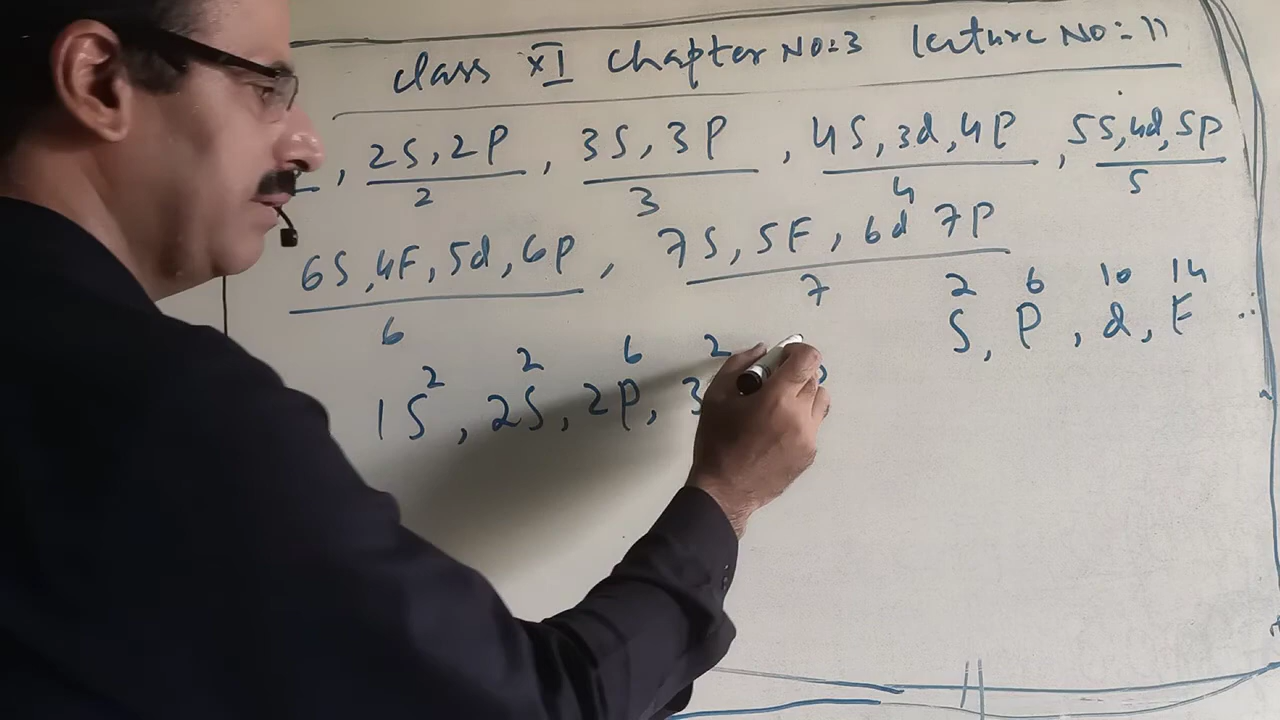 class XI chapter No:3 lecture No:11
, 2S, 2P, 3S, 3P, 4S, 3d, 4P, 5S, 4d, 5P
2 3 4 5
6S, 4F, 5d, 6P, 7S, 5F, 6d 7P
6 7
2 6 10 14
S, P, d, F
2 2 6 2
1S, 2S, 2P, 3